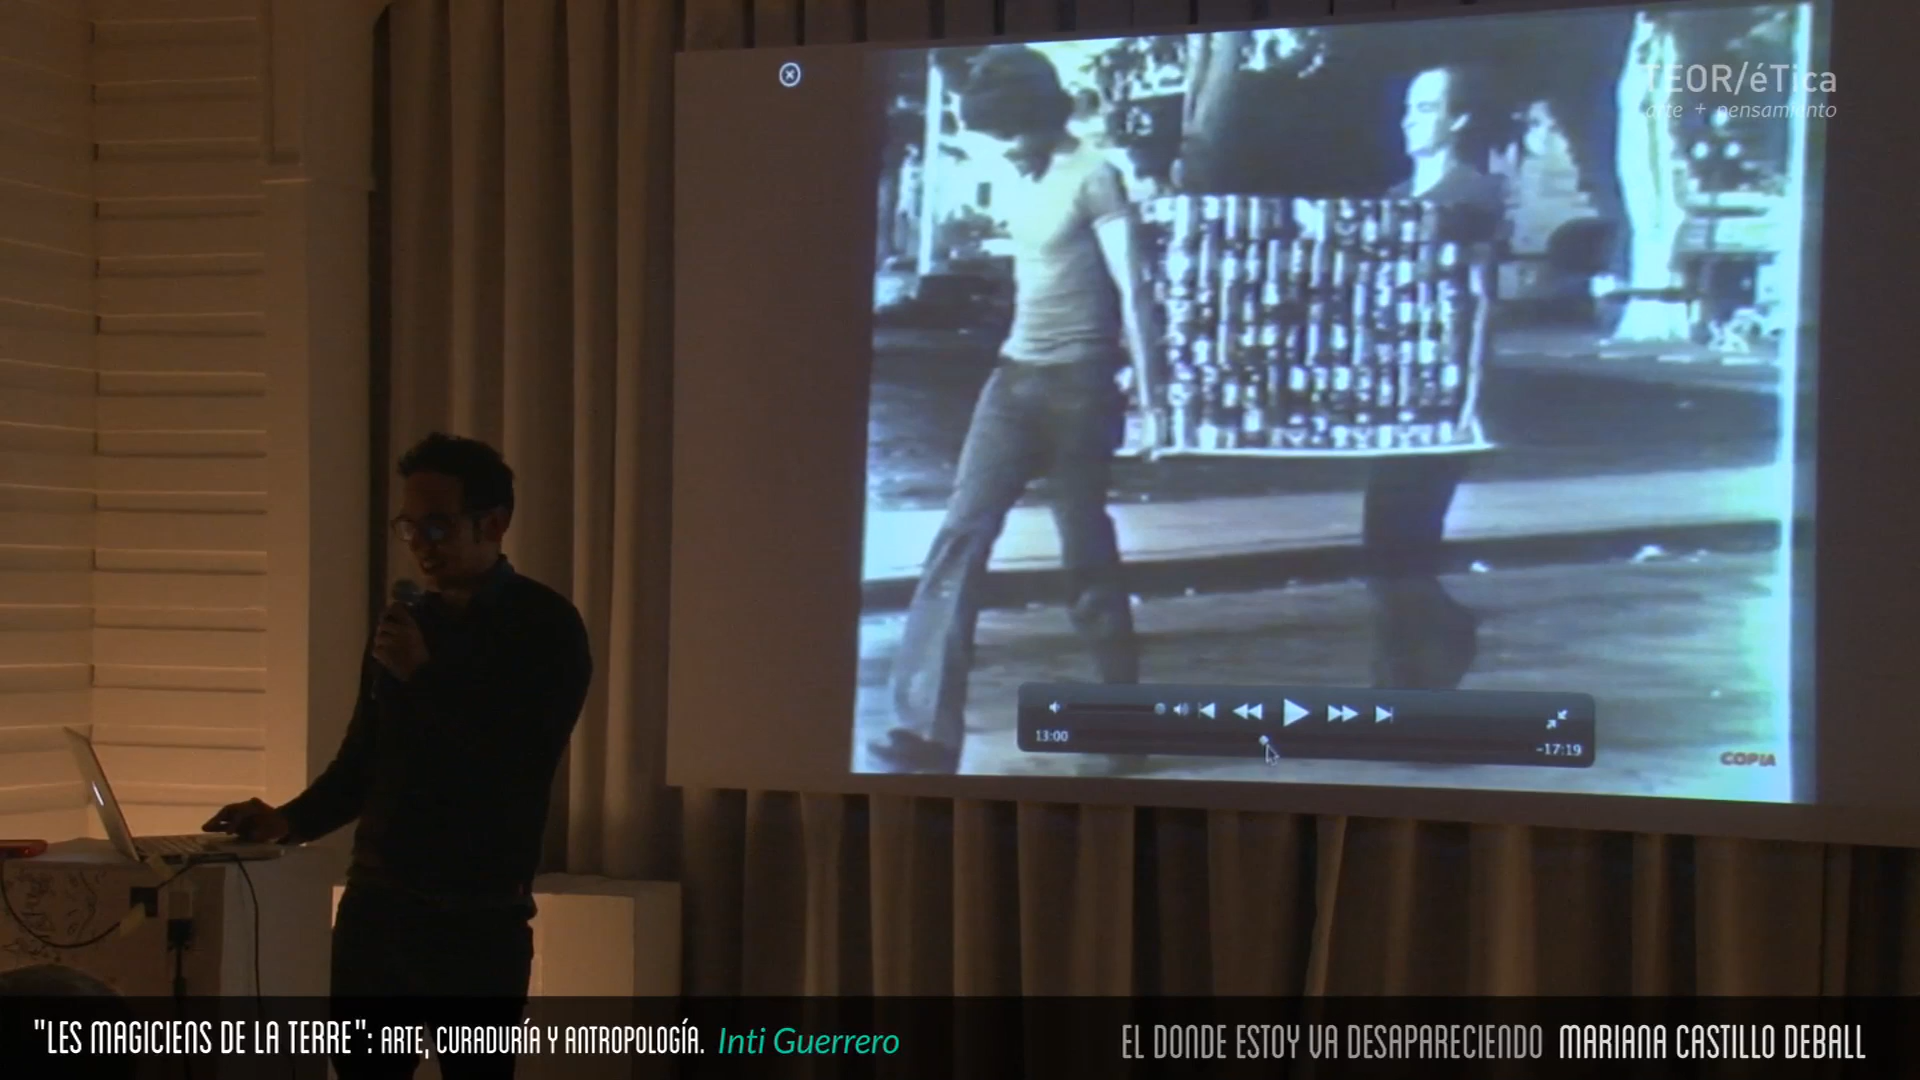 TEOR/éTica
arte + pensamiento
13:00
-17:19
COPIA
"LES MAGICIENS DE LA TERRE": ARTE, CURADURÍA Y ANTROPOLOGÍA. Inti Guerrero
EL DONDE ESTOY VA DESAPARECIENDO MARIANA CASTILLO DEBALL